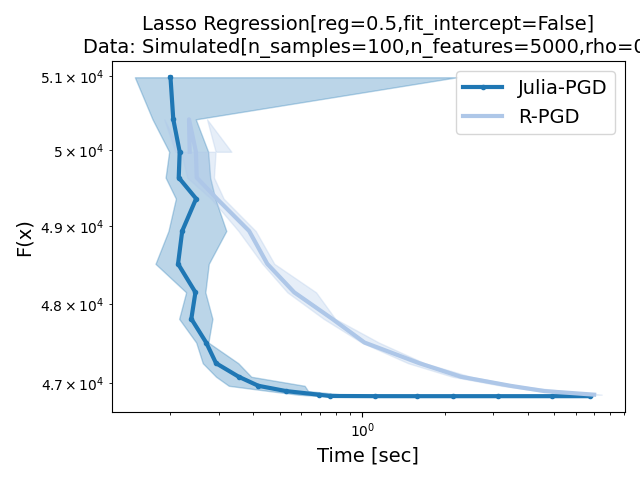 Lasso Regression[reg=0.5,fit_intercept=False]
Data: Simulated[n_samples=100,n_features=5000,rho=0
Julia-PGD
R-PGD
F(x)
5.1 × 10⁴
5 × 10⁴
4.9 × 10⁴
4.8 × 10⁴
4.7 × 10⁴
10⁰
Time [sec]